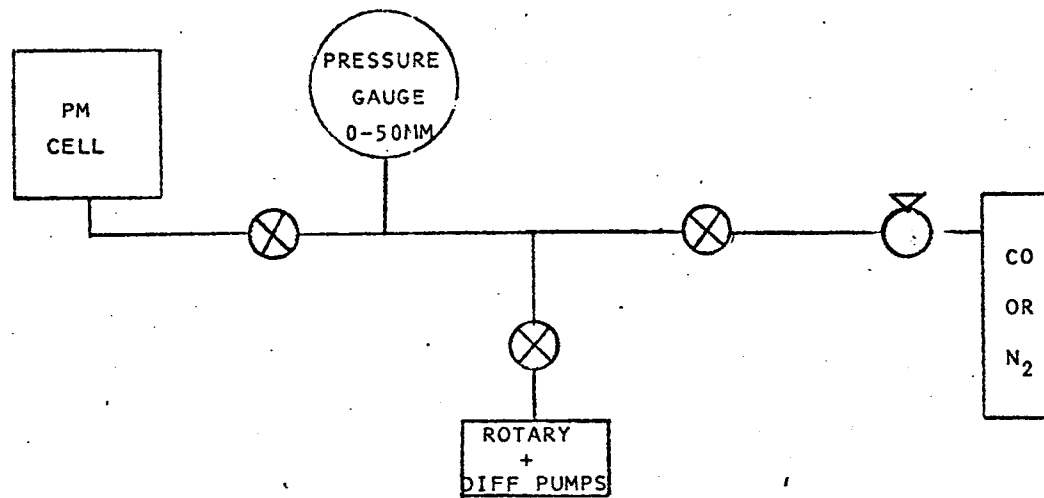 PM
CELL
PRESSURE
GAUGE
0-50MM
CO
OR
N₂
ROTARY
+
DIFF PUMPS